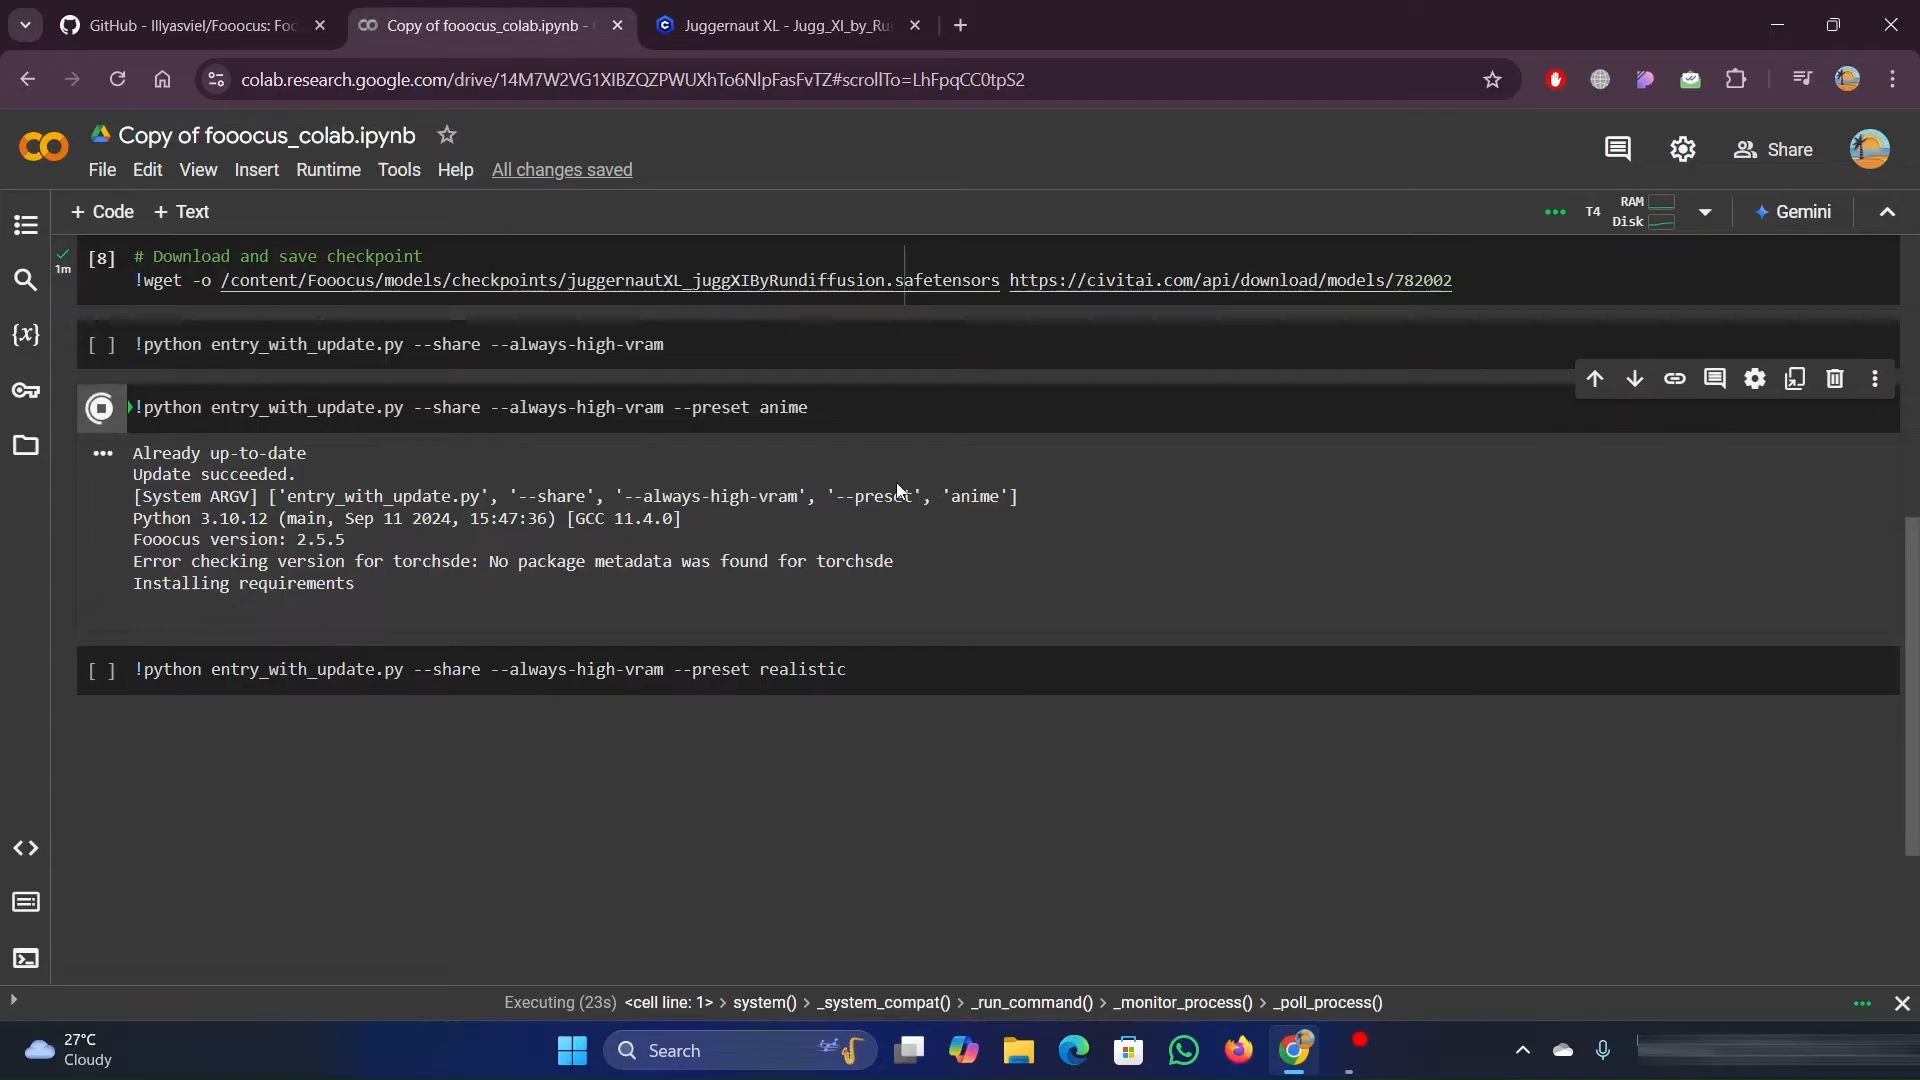 GitHub - lllyasviel/Fooocus: Foc
Copy of fooocus_colab.ipynb -
Juggernaut XL - Jugg_XI_by_Ru
colab.research.google.com/drive/14M7W2VG1XIBZQZPWUXhTo6NlpFasFvTZ#scrollTo=LhFpqCC0tpS2
Copy of fooocus_colab.ipynb
Share
File Edit View Insert Runtime Tools Help All changes saved
+ Code + Text
T4
RAM
Disk
Gemini
1m
[8] # Download and save checkpoint
!wget -o /content/Fooocus/models/checkpoints/juggernautXL_juggXIByRundiffusion.safetensors https://civitai.com/api/download/models/782002
[ ] !python entry_with_update.py --share --always-high-vram
!python entry_with_update.py --share --always-high-vram --preset anime
Already up-to-date
Update succeeded.
[System ARGV] ['entry_with_update.py', '--share', '--always-high-vram', '--preset', 'anime']
Python 3.10.12 (main, Sep 11 2024, 15:47:36) [GCC 11.4.0]
Fooocus version: 2.5.5
Error checking version for torchsde: No package metadata was found for torchsde
Installing requirements
[ ] !python entry_with_update.py --share --always-high-vram --preset realistic
Executing (23s) <cell line: 1> > system() > _system_compat() > _run_command() > _monitor_process() > _poll_process()
27°C
Cloudy
Search